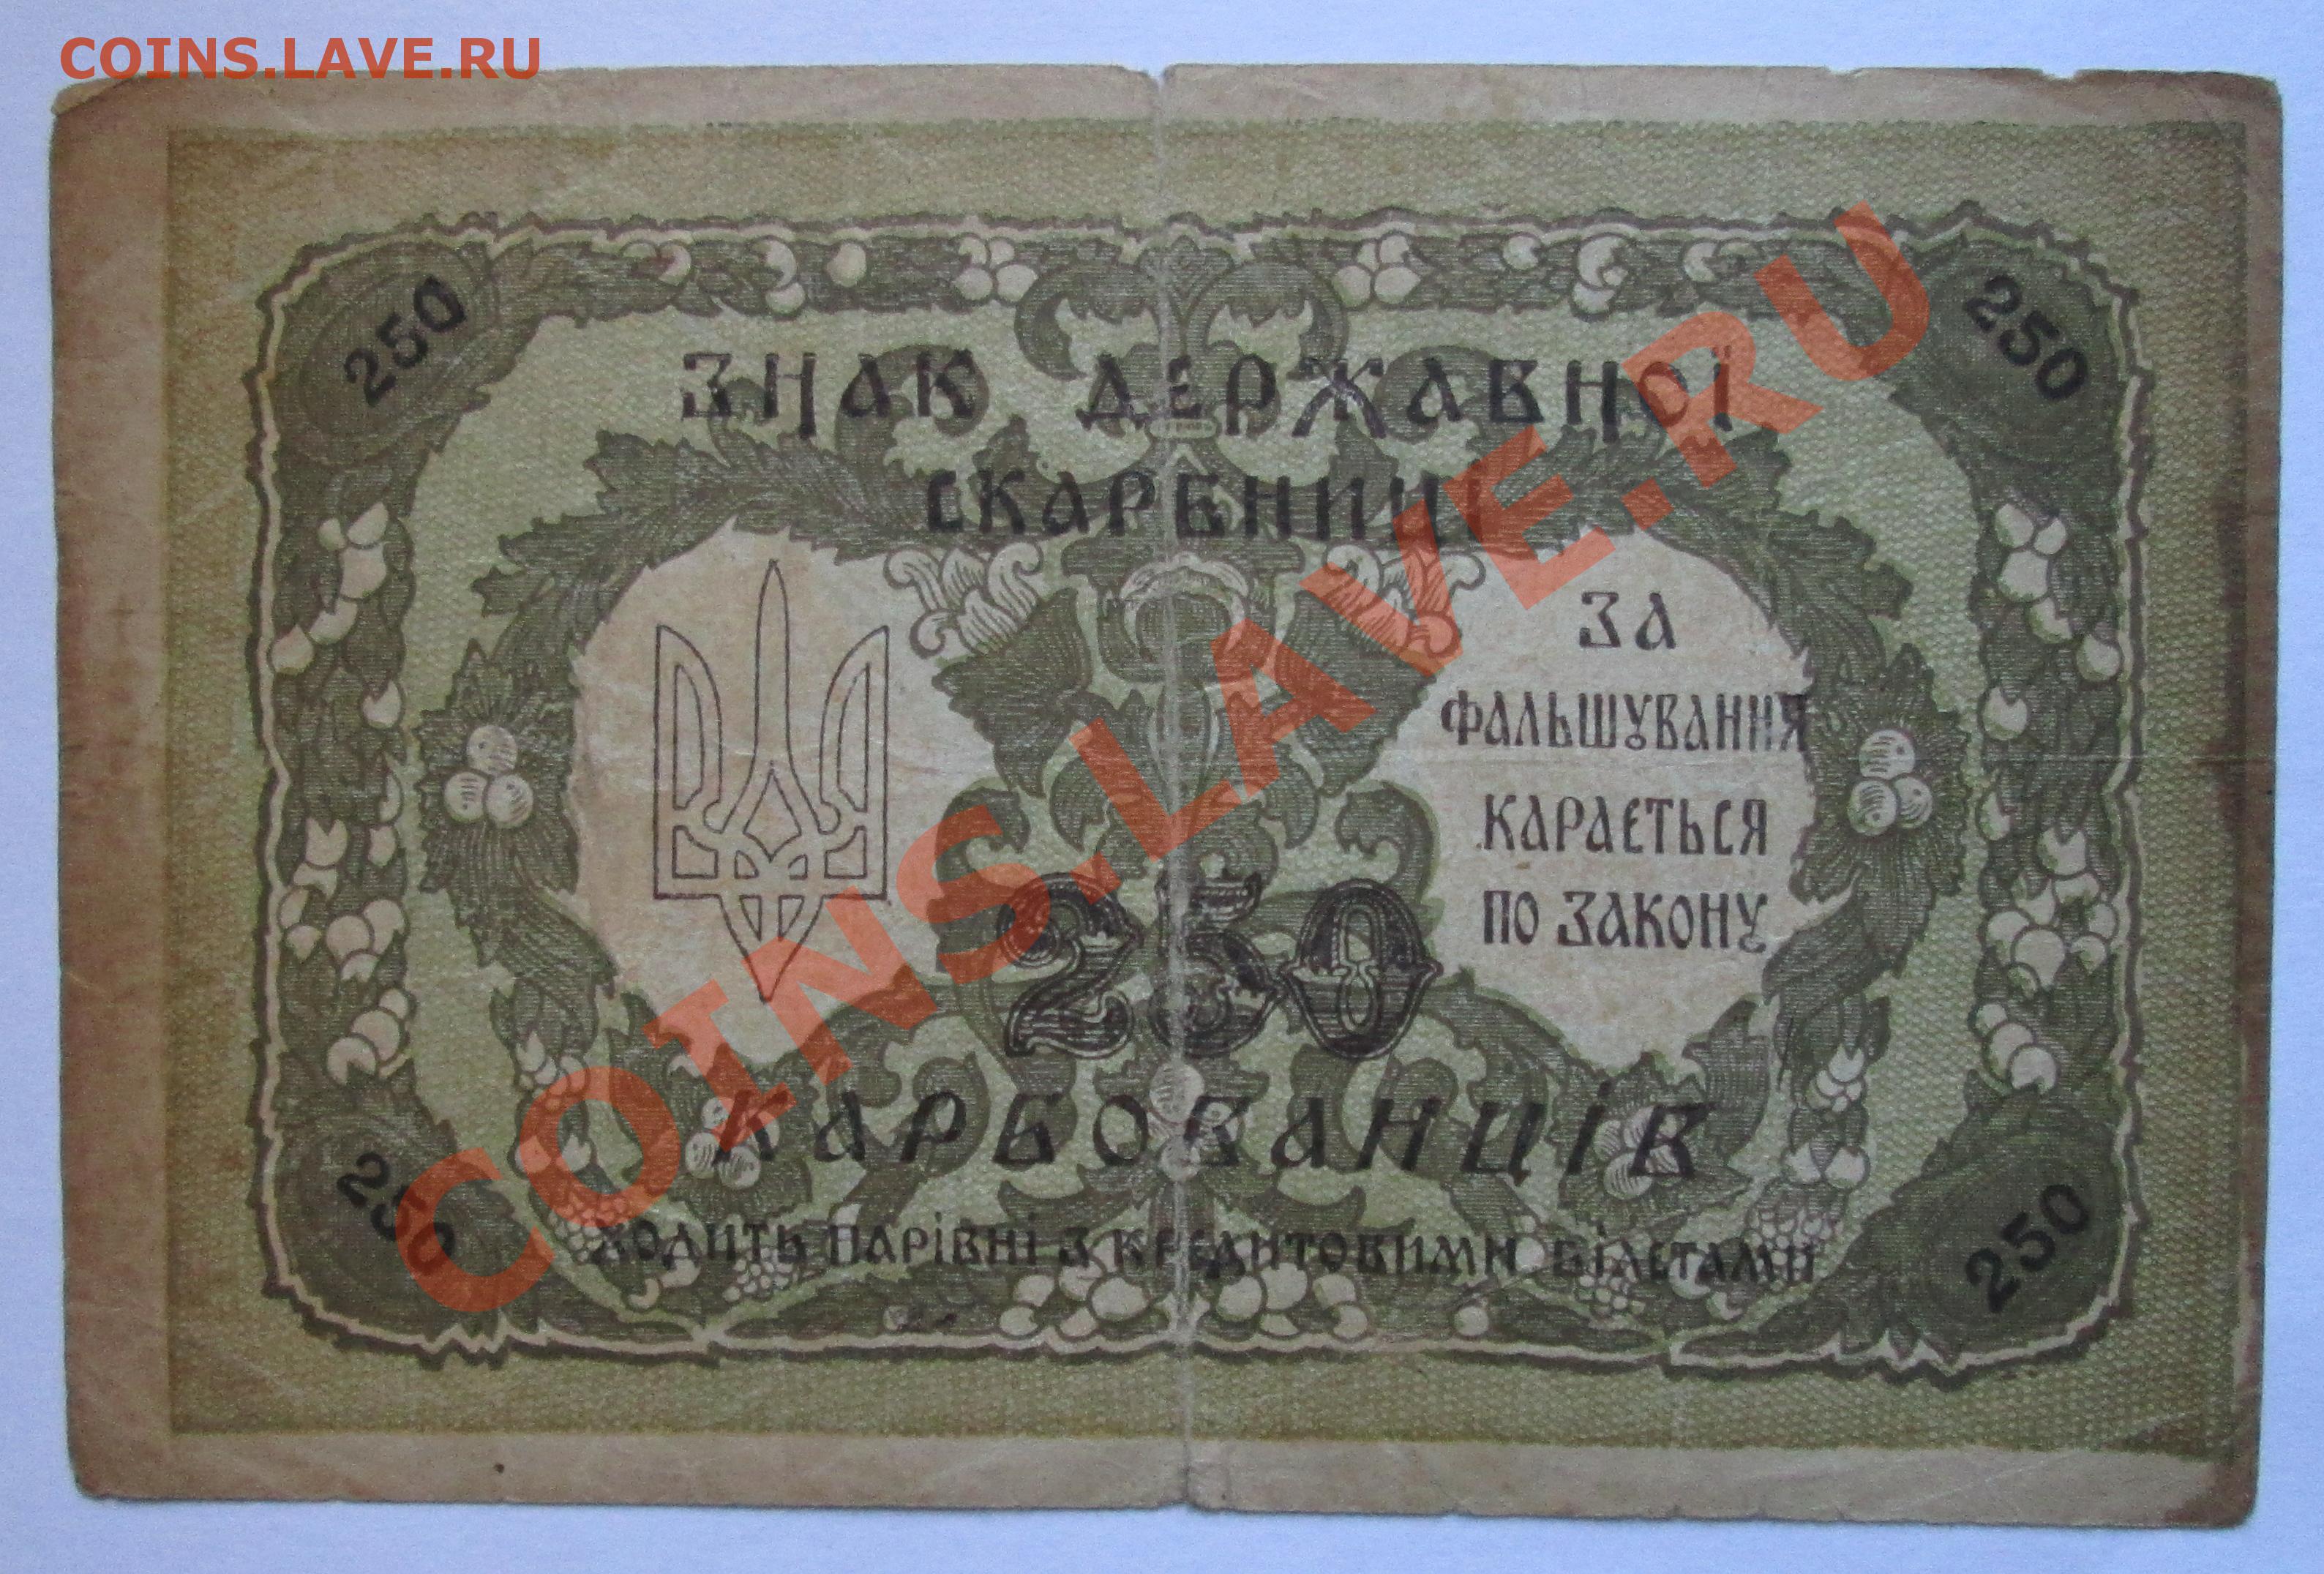 COINS.LAVE.RU
250
250
ЗНАК ДЕРЖАВНОЇ
СКАРБНИЦІ
ЗА
ФАЛЬШУВАННЯ
КАРАЄТЬСЯ
ПО ЗАКОНУ
250
КАРБОВАНЦІВ
ХОДИТЬ ПАРІВНІ З КРЕДИТОВИМИ БІЛЕТАМИ
250
250
COINS.LAVE.RU